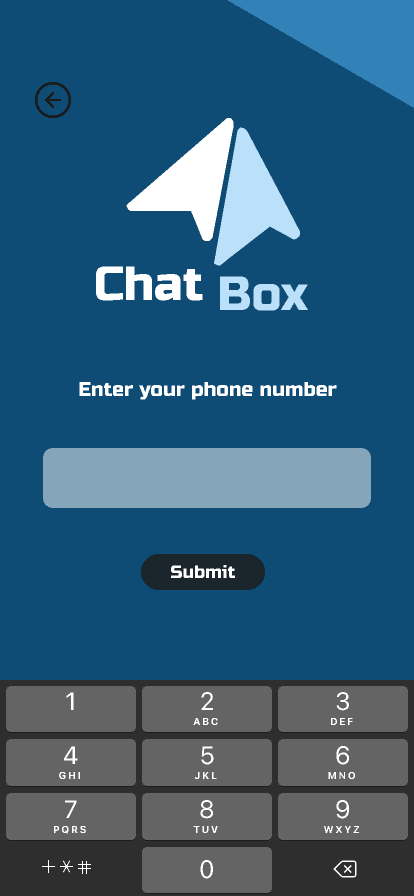 Chat Box
Enter your phone number
Submit
1 2 3
ABC DEF
4 5 6
GHI JKL MNO
7 8 9
PQRS TUV WXYZ
+*# 0